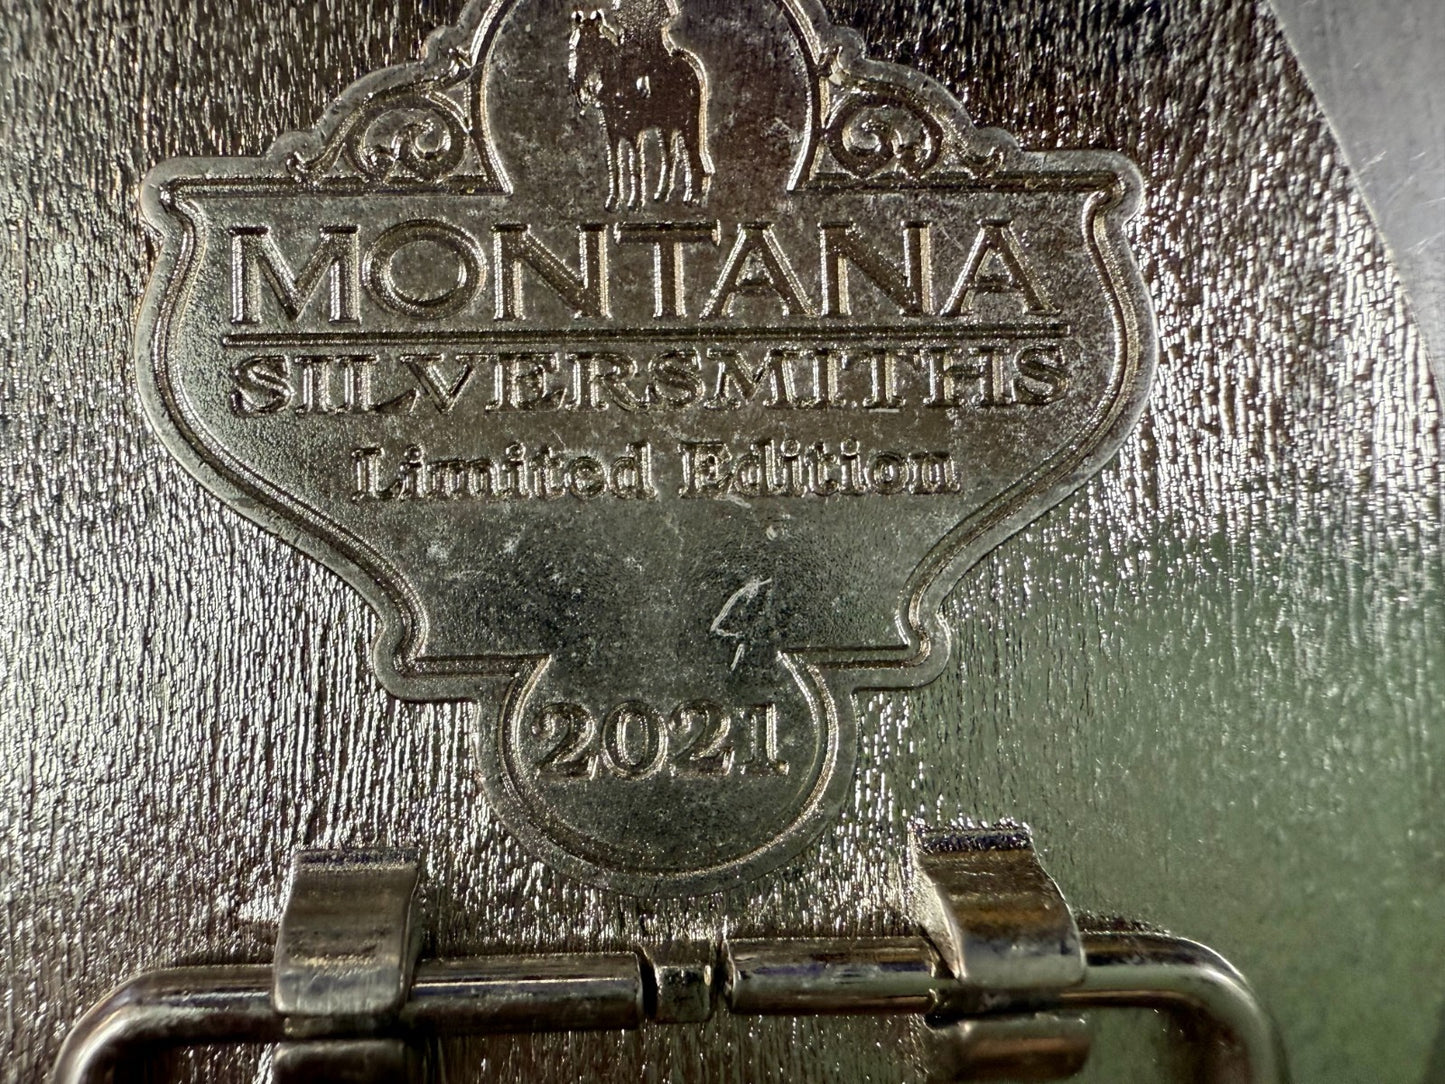 MONTANA
SILVERSMITHS
Limited Edition
2021